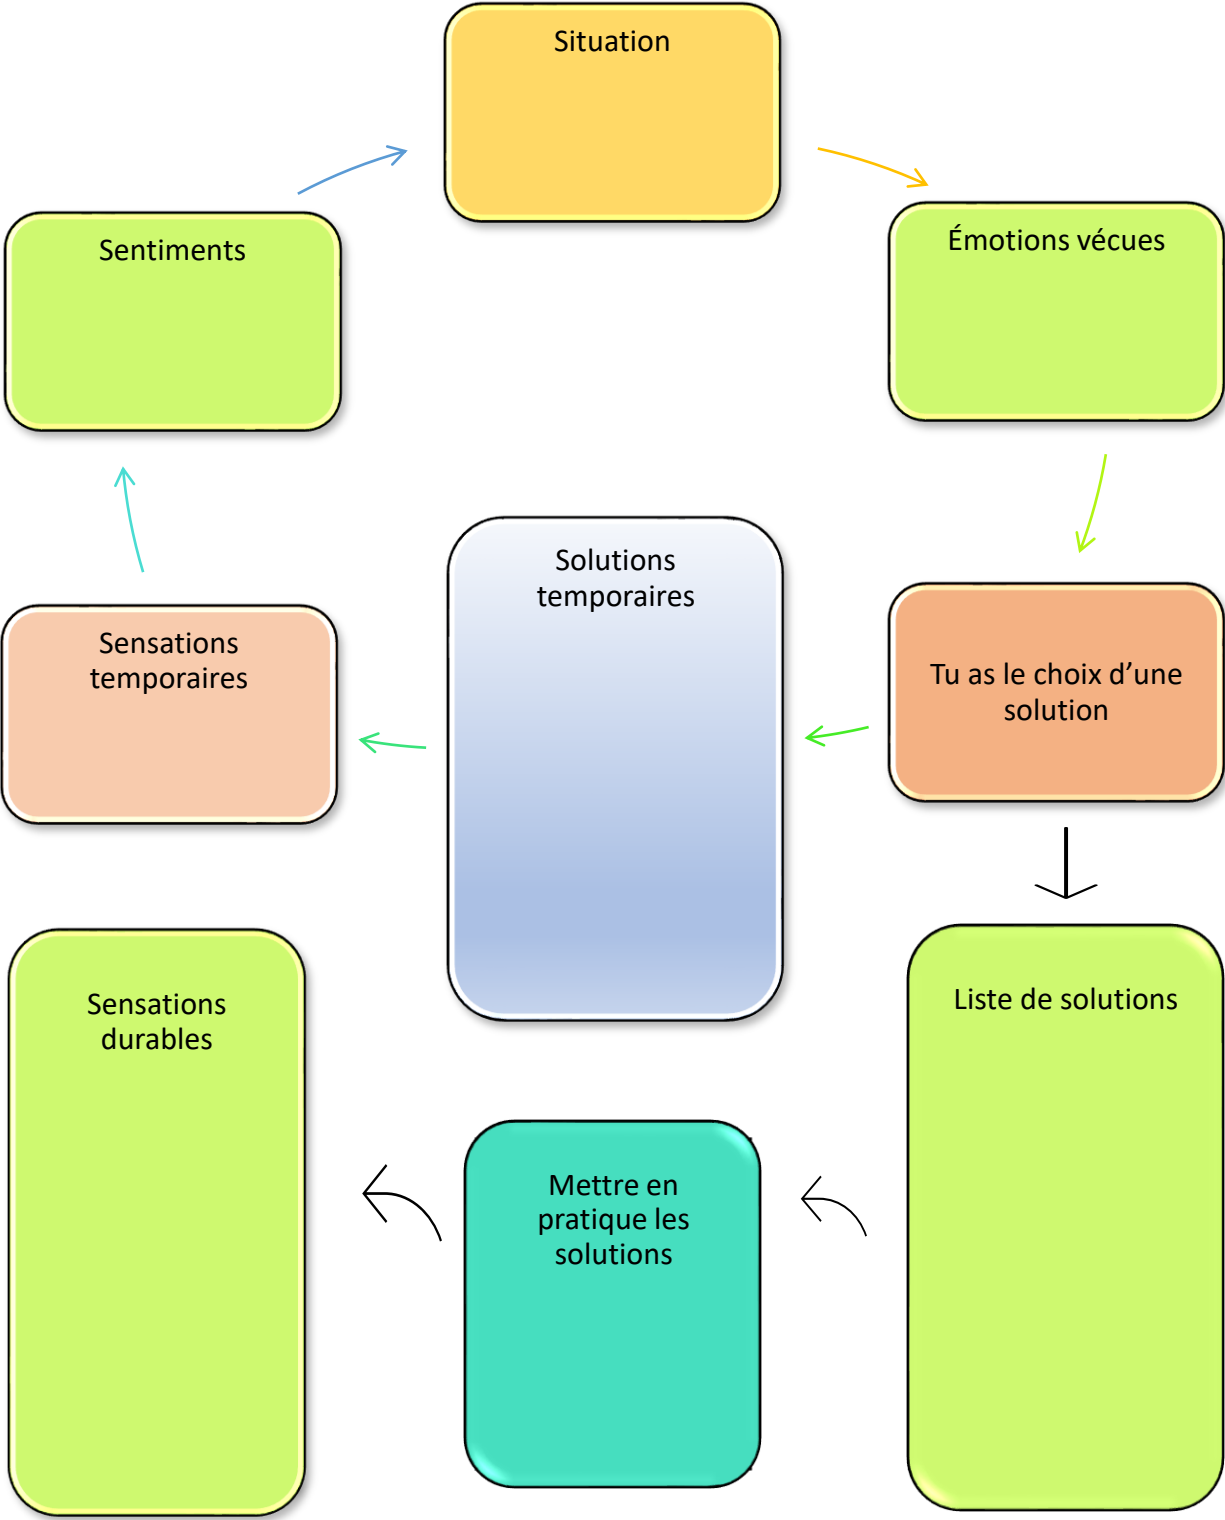 Situation
Émotions vécues
Sentiments
Solutions
temporaires
Tu as le choix d’une
solution
Sensations
temporaires
Liste de solutions
Sensations
durables
Mettre en
pratique les
solutions